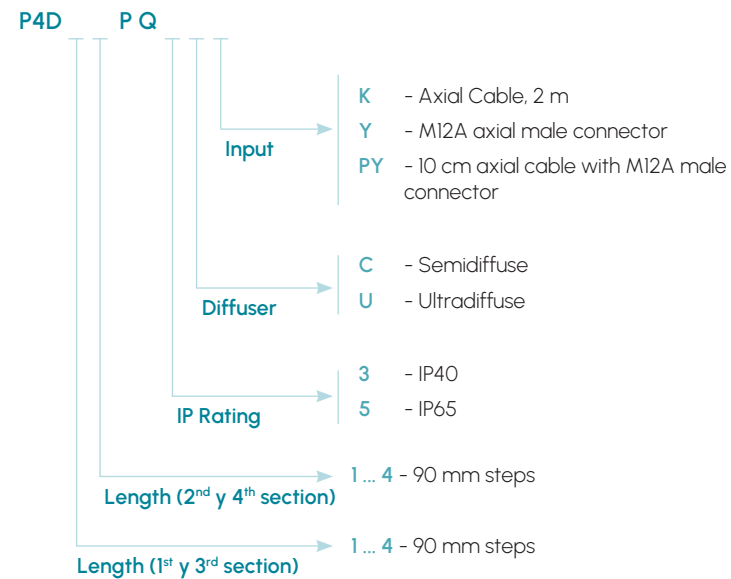 P4D P Q
K - Axial Cable, 2 m
Y - M12A axial male connector
Input
PY - 10 cm axial cable with M12A male
connector
C - Semidiffuse
Diffuser
U - Ultradiffuse
3 - IP40
IP Rating
5 - IP65
1 ... 4 - 90 mm steps
Length (2nd y 4th section)
1 ... 4 - 90 mm steps
Length (1st y 3rd section)